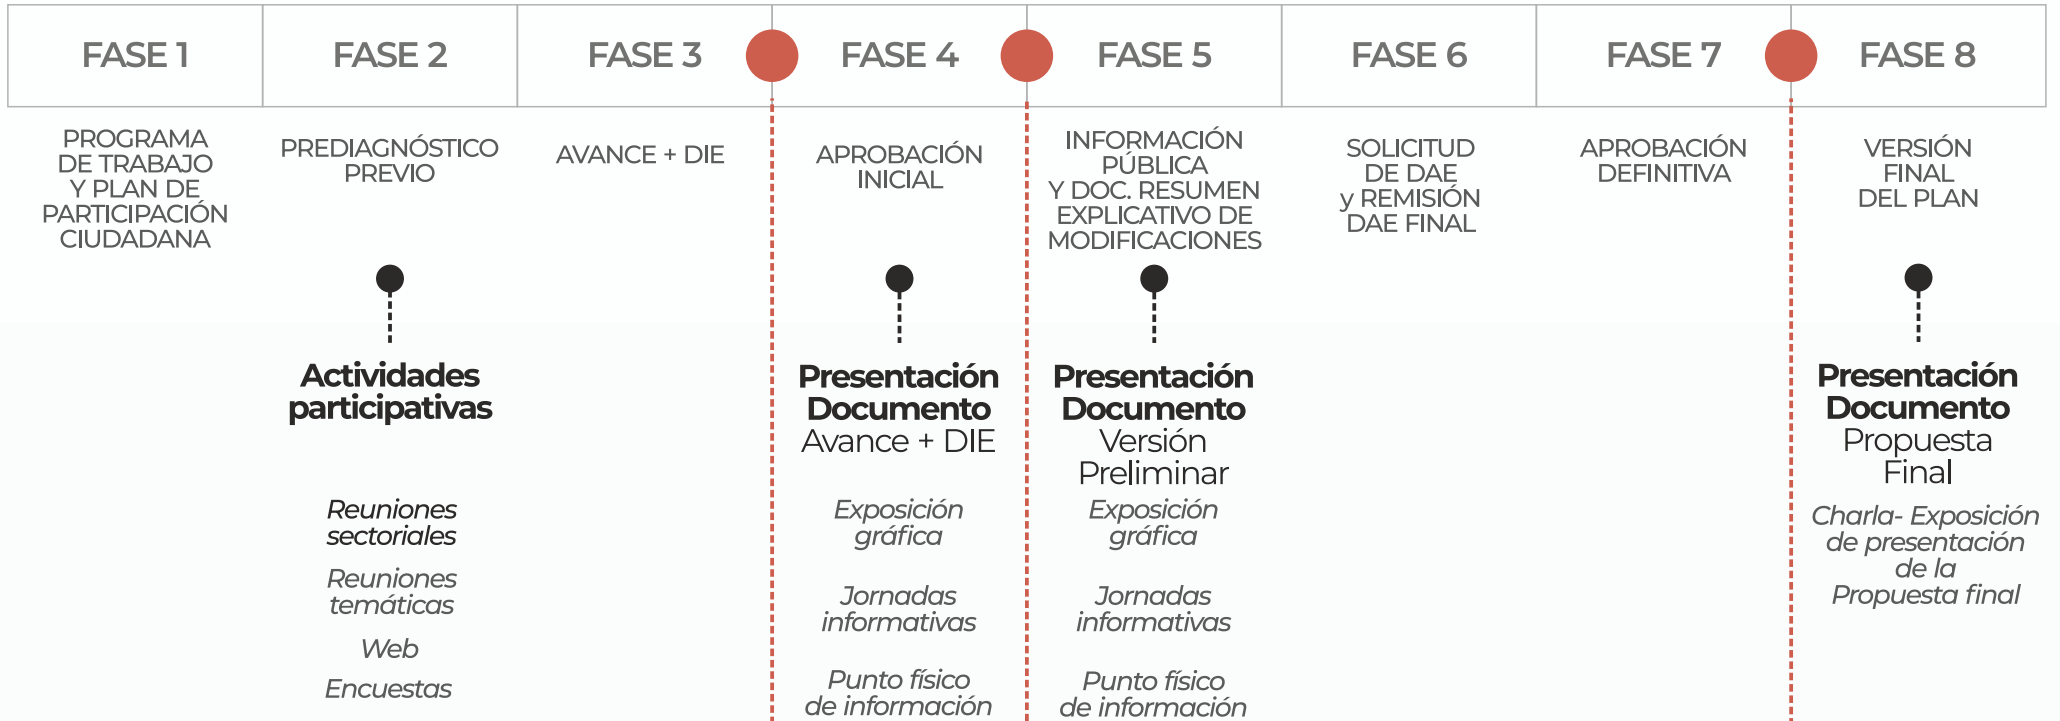 FASE 1
FASE 2
FASE 3
FASE 4
FASE 5
FASE 6
FASE 7
FASE 8
PROGRAMA
DE TRABAJO
Y PLAN DE
PARTICIPACIÓN
CIUDADANA
PREDIAGNÓSTICO
PREVIO
AVANCE + DIE
APROBACIÓN
INICIAL
INFORMACIÓN
PÚBLICA
Y DOC. RESUMEN
EXPLICATIVO DE
MODIFICACIONES
SOLICITUD
DE DAE
y REMISIÓN
DAE FINAL
APROBACIÓN
DEFINITIVA
VERSIÓN
FINAL
DEL PLAN
Actividades
participativas
Reuniones
sectoriales
Reuniones
temáticas
Web
Encuestas
Presentación
Documento
Avance + DIE
Exposición
gráfica
Jornadas
informativas
Punto físico
de información
Presentación
Documento
Versión
Preliminar
Exposición
gráfica
Jornadas
informativas
Punto físico
de información
Presentación
Documento
Propuesta
Final
Charla- Exposición
de presentación
de la
Propuesta final